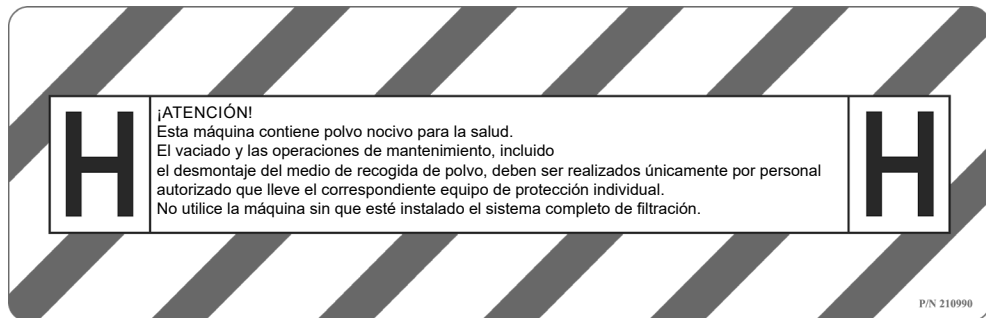 H
¡ATENCIÓN!
Esta máquina contiene polvo nocivo para la salud.
El vaciado y las operaciones de mantenimiento, incluido
el desmontaje del medio de recogida de polvo, deben ser realizados únicamente por personal
autorizado que lleve el correspondiente equipo de protección individual.
No utilice la máquina sin que esté instalado el sistema completo de filtración.
H
P/N 210990